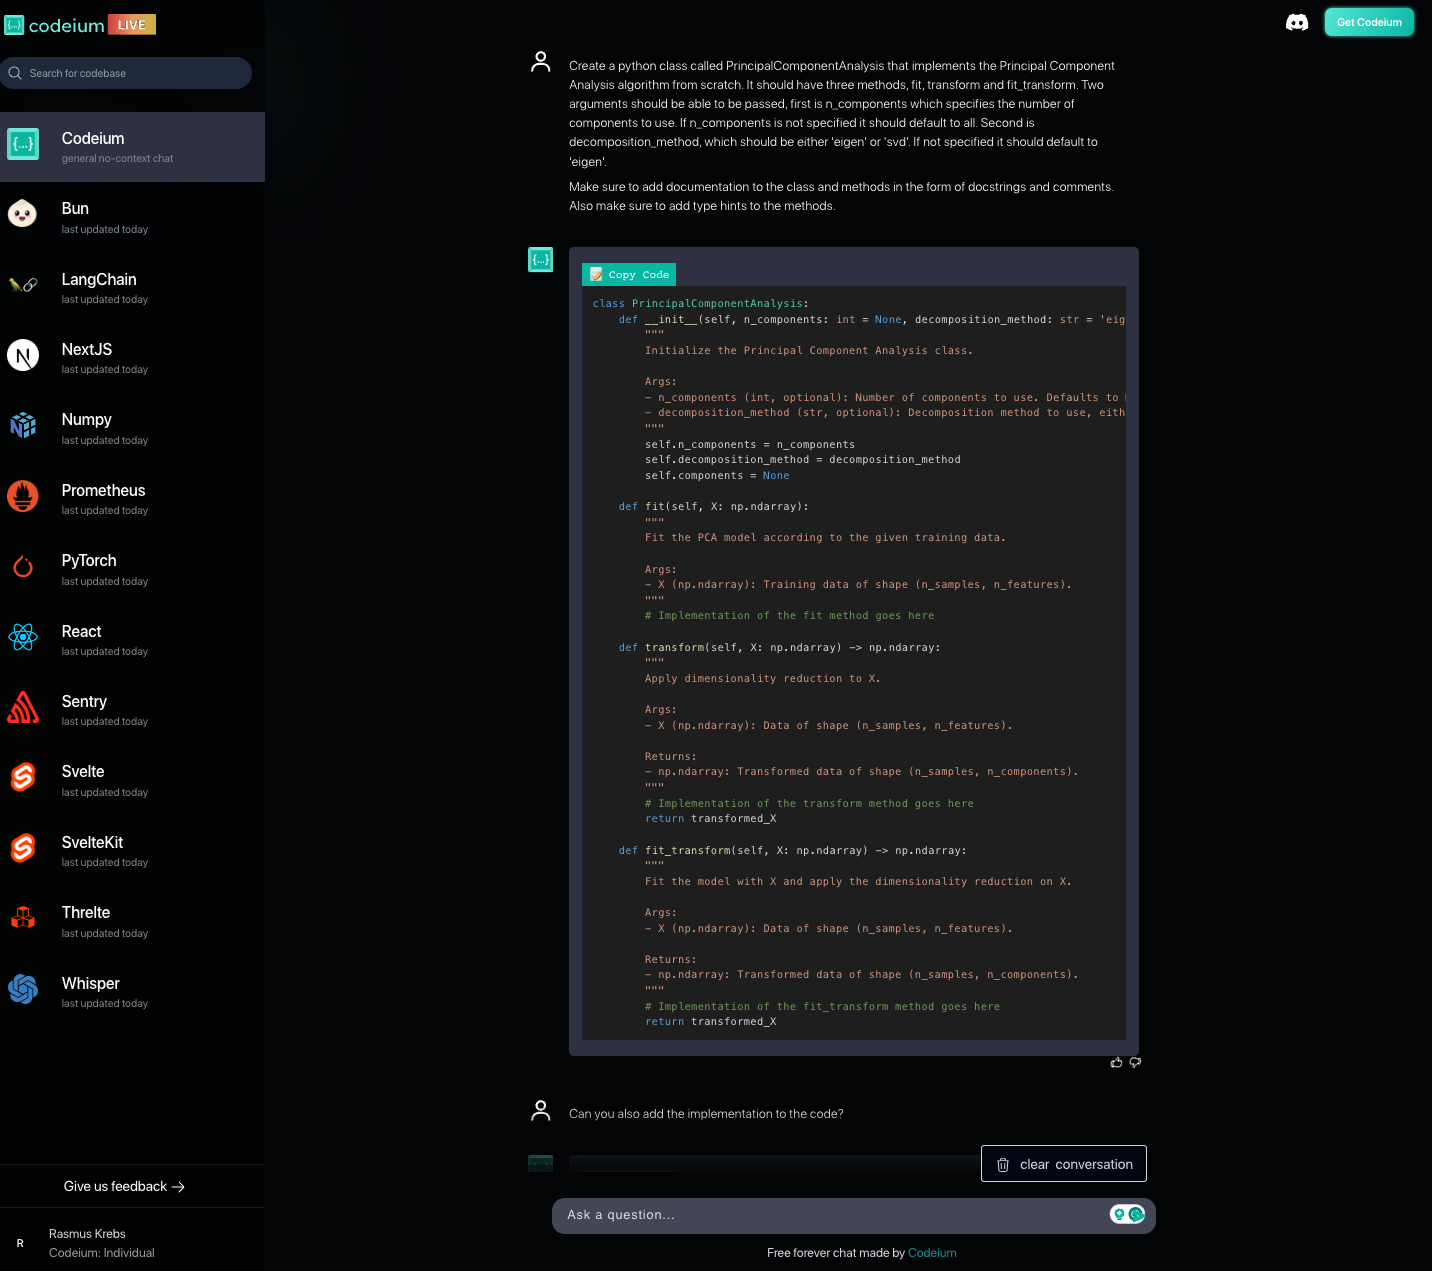 codeium LIVE
Search for codebase
Codeium
general no-context chat
Bun
last updated today
LangChain
last updated today
NextJS
last updated today
Numpy
last updated today
Prometheus
last updated today
PyTorch
last updated today
React
last updated today
Sentry
last updated today
Svelte
last updated today
SvelteKit
last updated today
Threlte
last updated today
Whisper
last updated today
Give us feedback
R
Rasmus Krebs
Codeium: Individual
Get Codeium
Create a python class called PrincipalComponentAnalysis that implements the Principal Component
Analysis algorithm from scratch. It should have three methods, fit, transform and fit_transform. Two
arguments should be able to be passed, first is n_components which specifies the number of
components to use. If n_components is not specified it should default to all. Second is
decomposition_method, which should be either 'eigen' or 'svd'. If not specified it should default to
'eigen'.
Make sure to add documentation to the class and methods in the form of docstrings and comments.
Also make sure to add type hints to the methods.
{...}
Copy Code
class PrincipalComponentAnalysis:
def __init__(self, n_components: int = None, decomposition_method: str = 'eig
"""
Initialize the Principal Component Analysis class.
Args:
- n_components (int, optional): Number of components to use. Defaults to
- decomposition_method (str, optional): Decomposition method to use, eith
"""
self.n_components = n_components
self.decomposition_method = decomposition_method
self.components = None
def fit(self, X: np.ndarray):
"""
Fit the PCA model according to the given training data.
Args:
- X (np.ndarray): Training data of shape (n_samples, n_features).
"""
# Implementation of the fit method goes here
def transform(self, X: np.ndarray) -> np.ndarray:
"""
Apply dimensionality reduction to X.
Args:
- X (np.ndarray): Data of shape (n_samples, n_features).
Returns:
- np.ndarray: Transformed data of shape (n_samples, n_components).
"""
# Implementation of the transform method goes here
return transformed_X
def fit_transform(self, X: np.ndarray) -> np.ndarray:
"""
Fit the model with X and apply the dimensionality reduction on X.
Args:
- X (np.ndarray): Data of shape (n_samples, n_features).
Returns:
- np.ndarray: Transformed data of shape (n_samples, n_components).
"""
# Implementation of the fit_transform method goes here
return transformed_X
Can you also add the implementation to the code?
clear conversation
Ask a question...
Free forever chat made by Codeium